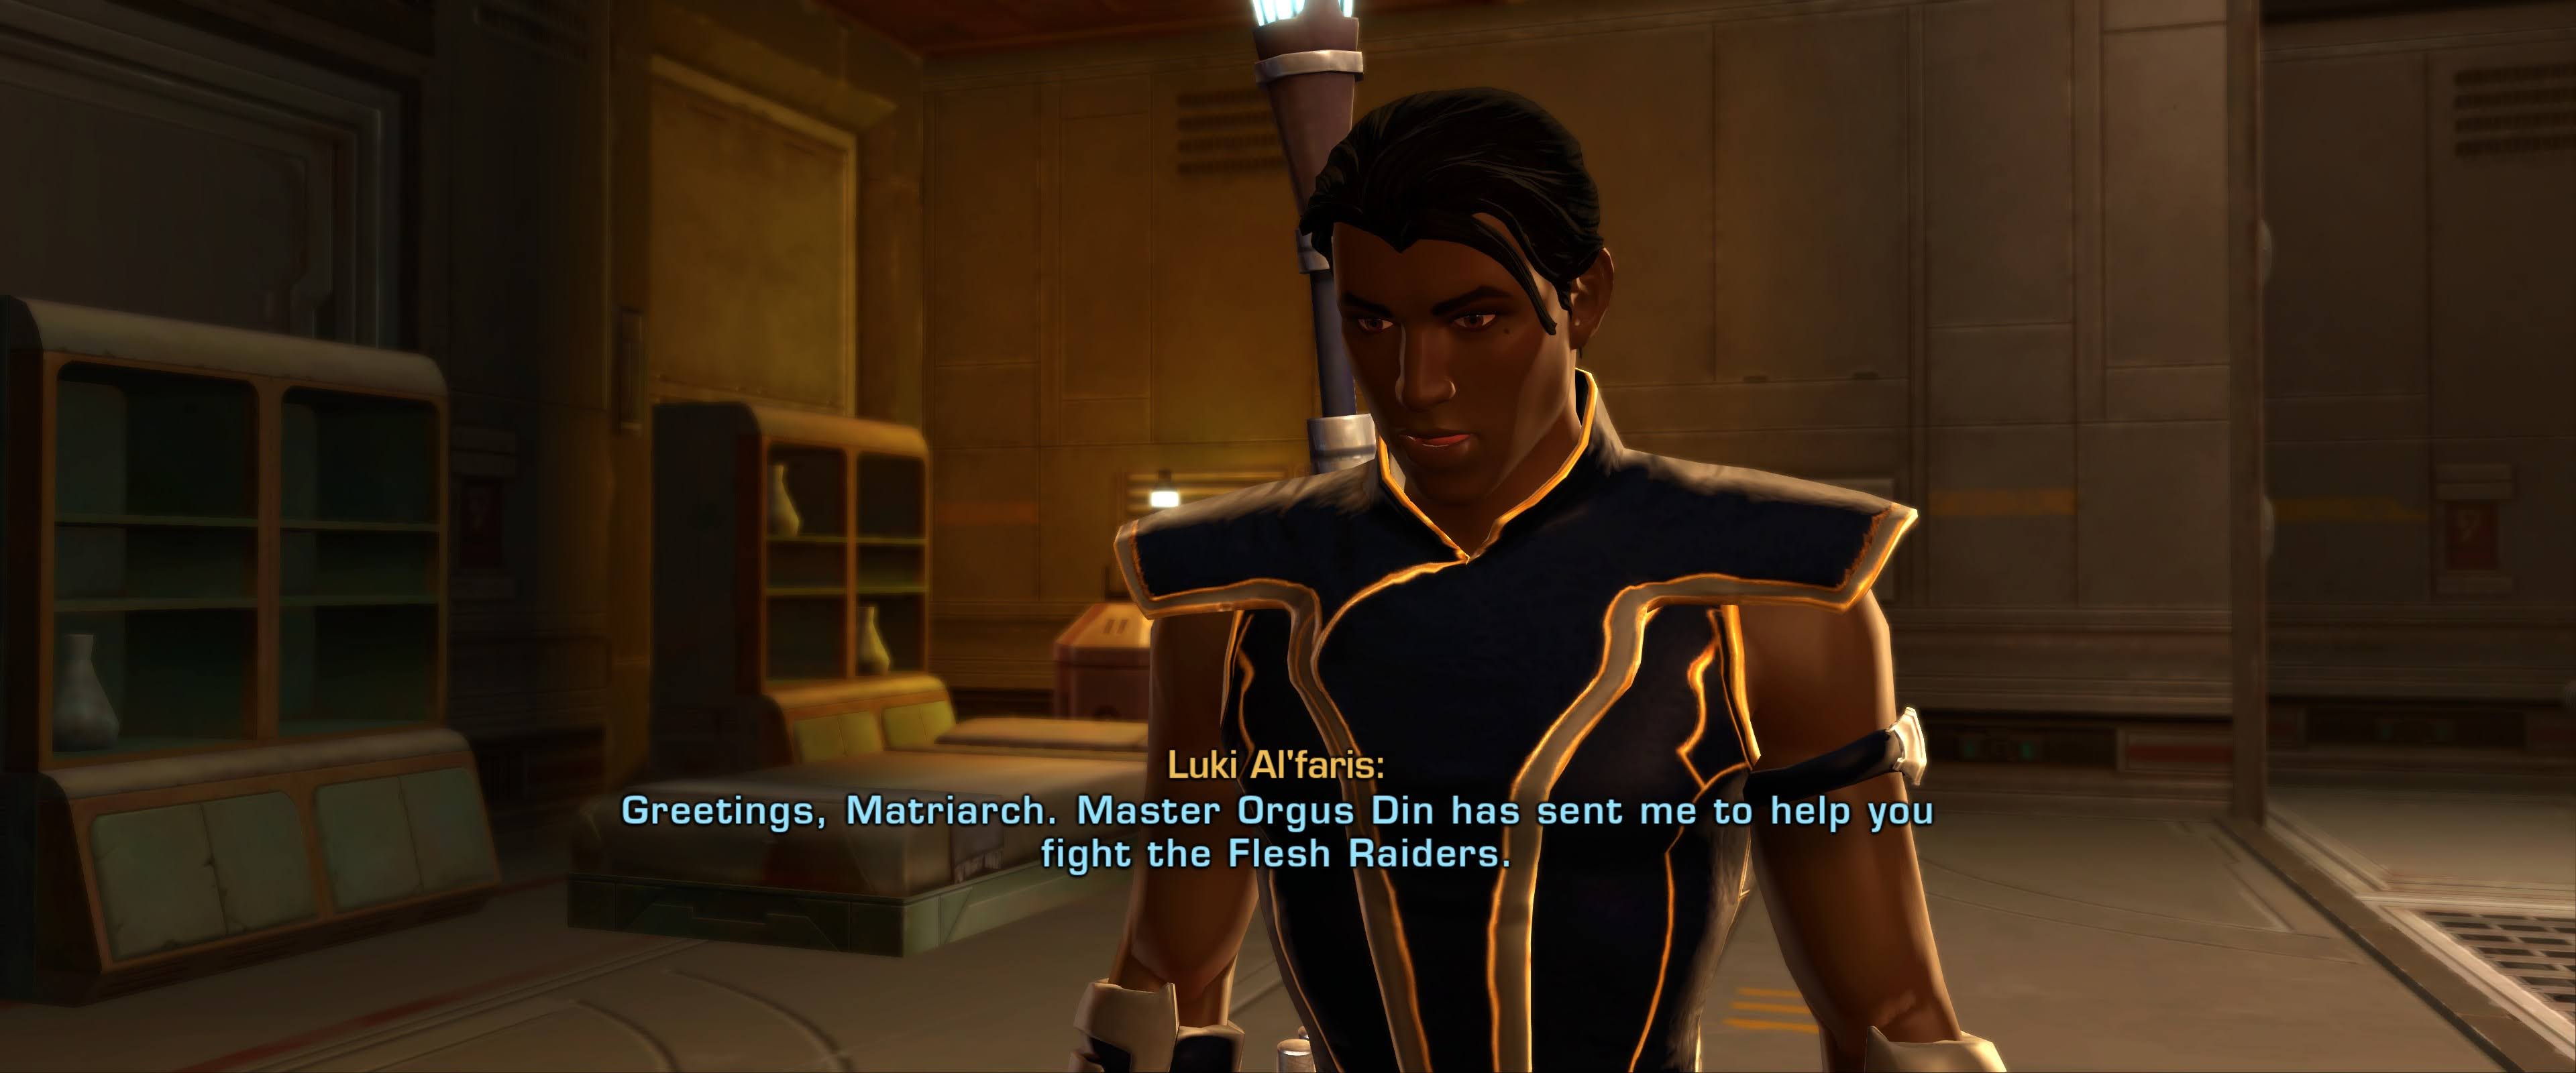 Luki Al'faris:
Greetings, Matriarch. Master Orgus Din has sent me to help you
fight the Flesh Raiders.